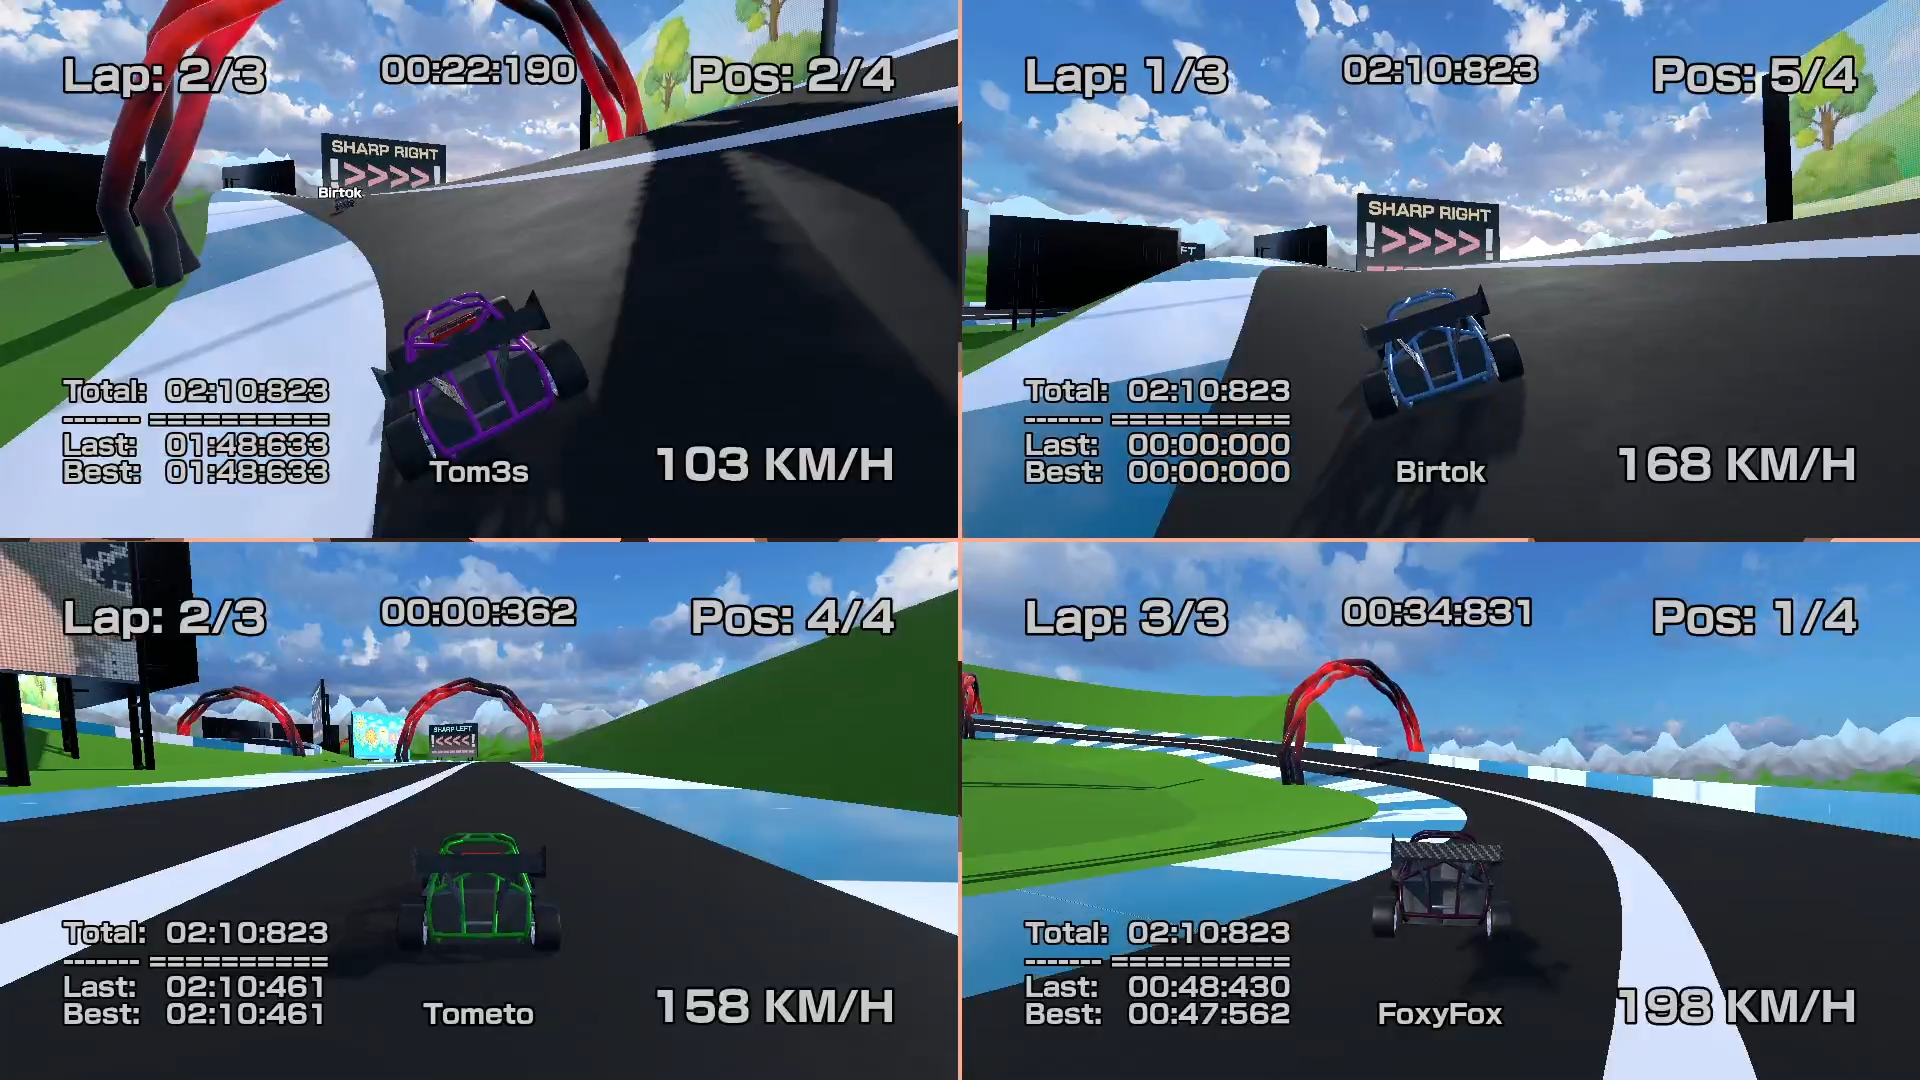 Lap: 2/3
00:22:190
Pos: 2/4
SHARP RIGHT
!>>>>!
Birtok
Total: 02:10:823
------- ==========
Last: 01:48:633
Best: 01:48:633
Tom3s
103 KM/H
Lap: 1/3
02:10:823
Pos: 5/4
SHARP RIGHT
!>>>>!
Total: 02:10:823
------- ==========
Last: 00:00:000
Best: 00:00:000
Birtok
168 KM/H
Lap: 2/3
00:00:362
Pos: 4/4
SHARP LEFT
!<<<<!
Total: 02:10:823
------- ==========
Last: 02:10:461
Best: 02:10:461
Tometo
158 KM/H
Lap: 3/3
00:34:831
Pos: 1/4
Total: 02:10:823
------- ==========
Last: 00:48:430
Best: 00:47:562
FoxyFox
198 KM/H